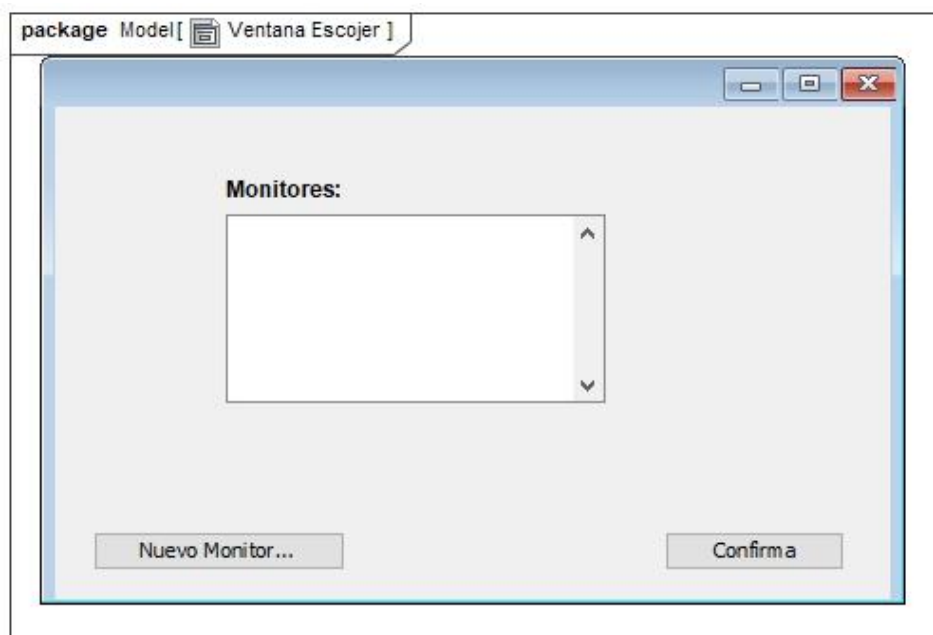 package Model[ Ventana Escojer ]
Monitores:
Nuevo Monitor...
Confirma